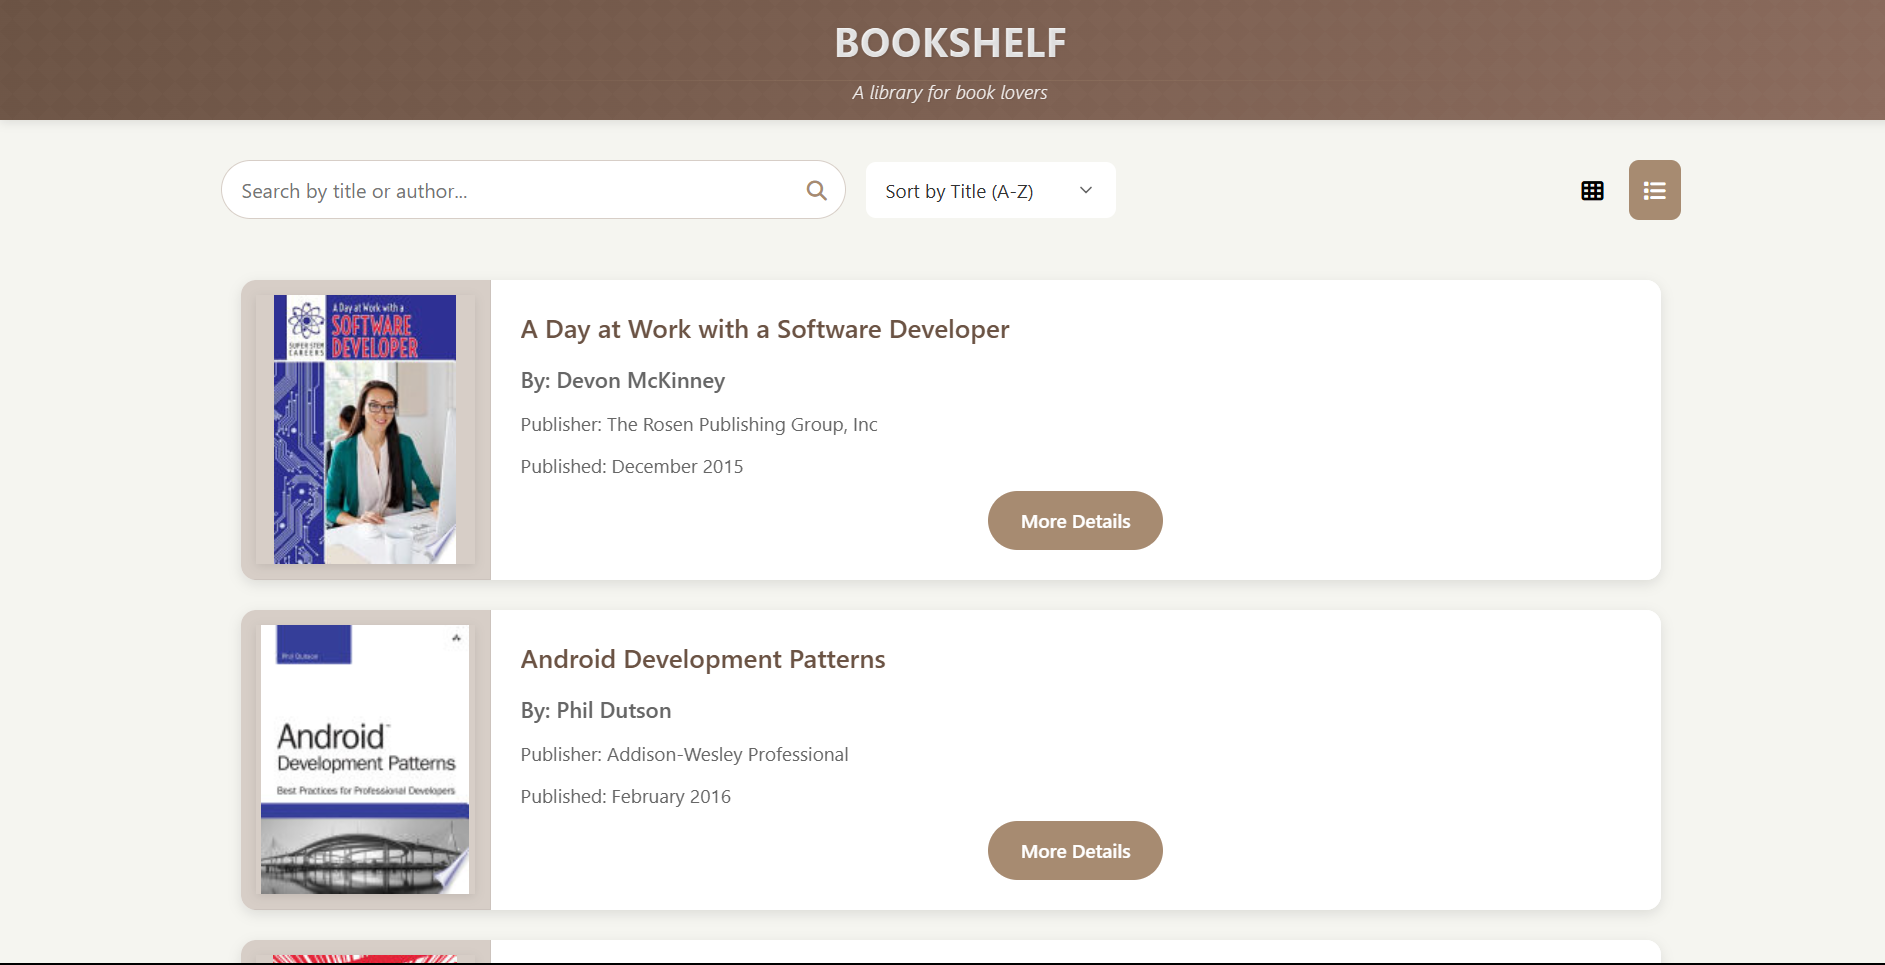 BOOKSHELF
A library for book lovers
Search by title or author...
Sort by Title (A-Z)
A Day at Work with a
SOFTWARE
DEVELOPER
SUPER STEM
CAREERS
A Day at Work with a Software Developer
By: Devon McKinney
Publisher: The Rosen Publishing Group, Inc
Published: December 2015
More Details
Phil Dutson
Android™
Development Patterns
Best Practices for Professional Developers
Android Development Patterns
By: Phil Dutson
Publisher: Addison-Wesley Professional
Published: February 2016
More Details